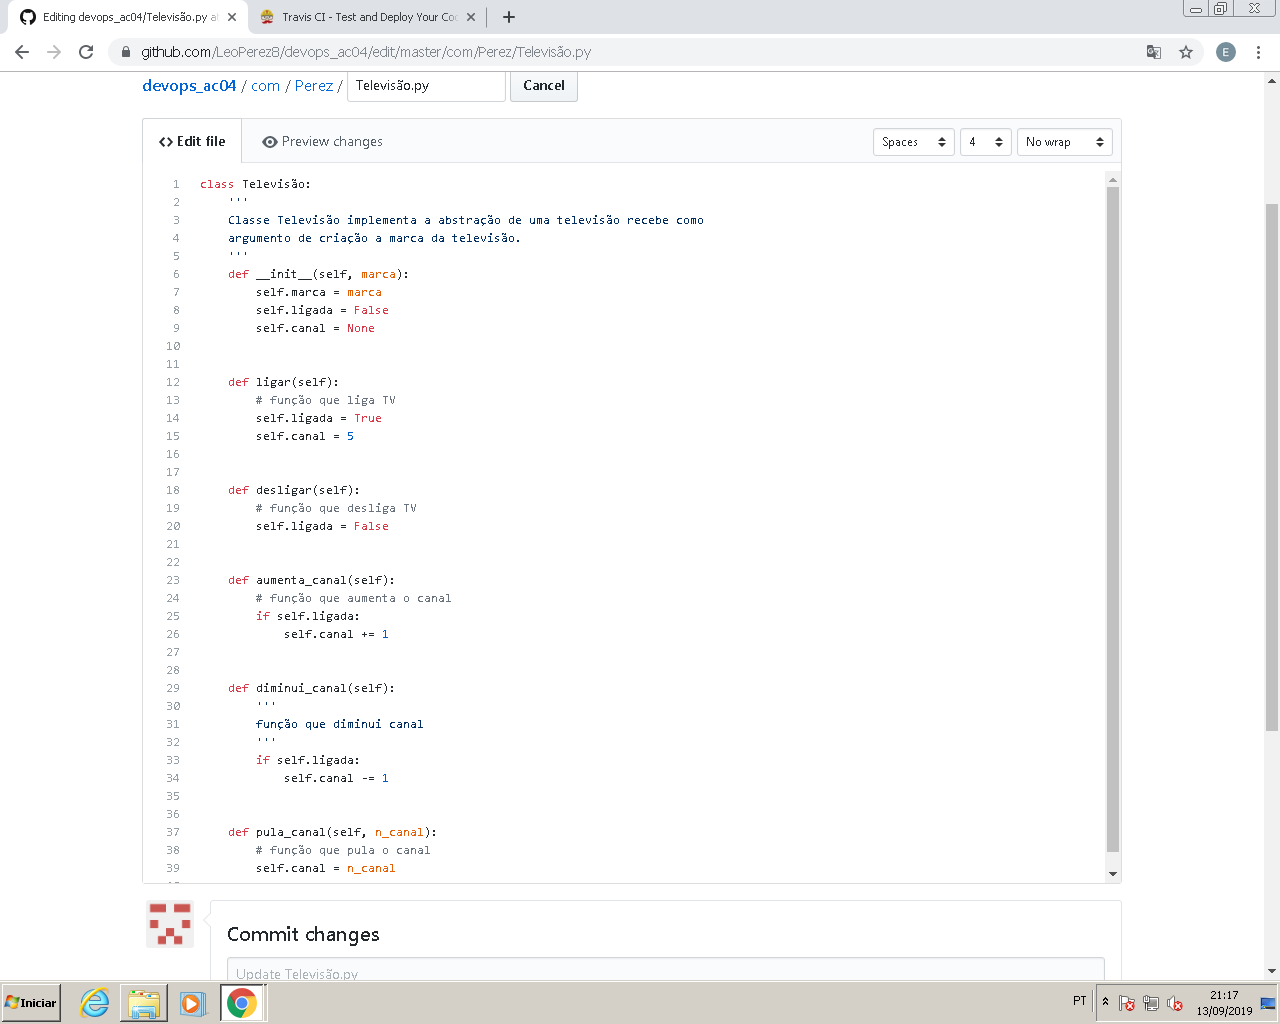 Editing devops_ac04/Televisão.py at
Travis CI - Test and Deploy Your Cod
github.com/LeoPerez8/devops_ac04/edit/master/com/Perez/Televisão.py
E
devops_ac04 / com / Perez / Televisão.py Cancel
<> Edit file Preview changes Spaces 4 No wrap
1 class Televisão:
2 '''
3 Classe Televisão implementa a abstração de uma televisão recebe como
4 argumento de criação a marca da televisão.
5 '''
6 def __init__(self, marca):
7 self.marca = marca
8 self.ligada = False
9 self.canal = None
10
11
12 def ligar(self):
13 # função que liga TV
14 self.ligada = True
15 self.canal = 5
16
17
18 def desligar(self):
19 # função que desliga TV
20 self.ligada = False
21
22
23 def aumenta_canal(self):
24 # função que aumenta o canal
25 if self.ligada:
26 self.canal += 1
27
28
29 def diminui_canal(self):
30 '''
31 função que diminui canal
32 '''
33 if self.ligada:
34 self.canal -= 1
35
36
37 def pula_canal(self, n_canal):
38 # função que pula o canal
39 self.canal = n_canal
Commit changes
Update Televisão.py
Iniciar
PT
21:17
13/09/2019